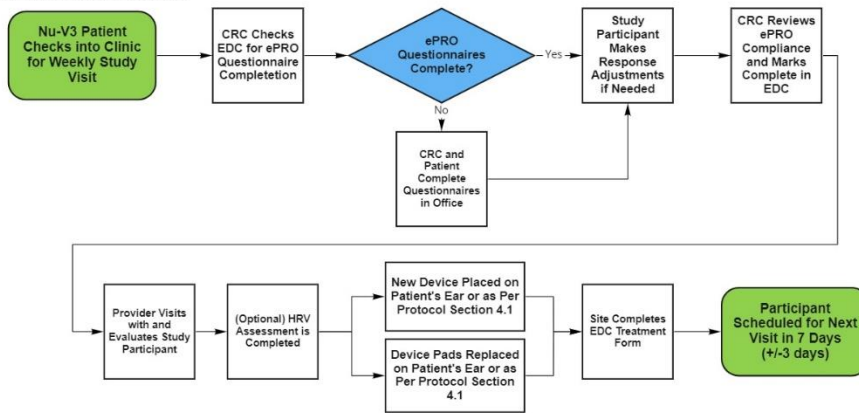 Nu-V3 Patient
Checks into Clinic
for Weekly Study
Visit
CRC Checks
EDC for ePRO
Questionnaire
Completetion
ePRO
Questionnaires
Complete?
Yes
No
CRC and
Patient
Complete
Questionnaires
in Office
Study
Participant
Makes
Response
Adjustments
if Needed
CRC Reviews
ePRO
Compliance
and Marks
Complete in
EDC
Provider Visits
with and
Evaluates Study
Participant
(Optional) HRV
Assessment is
Completed
New Device Placed on
Patient's Ear or as Per
Protocol Section 4.1
Device Pads Replaced
on Patient's Ear or as
Per Protocol Section
4.1
Site Completes
EDC Treatment
Form
Participant
Scheduled for Next
Visit in 7 Days
(+/-3 days)